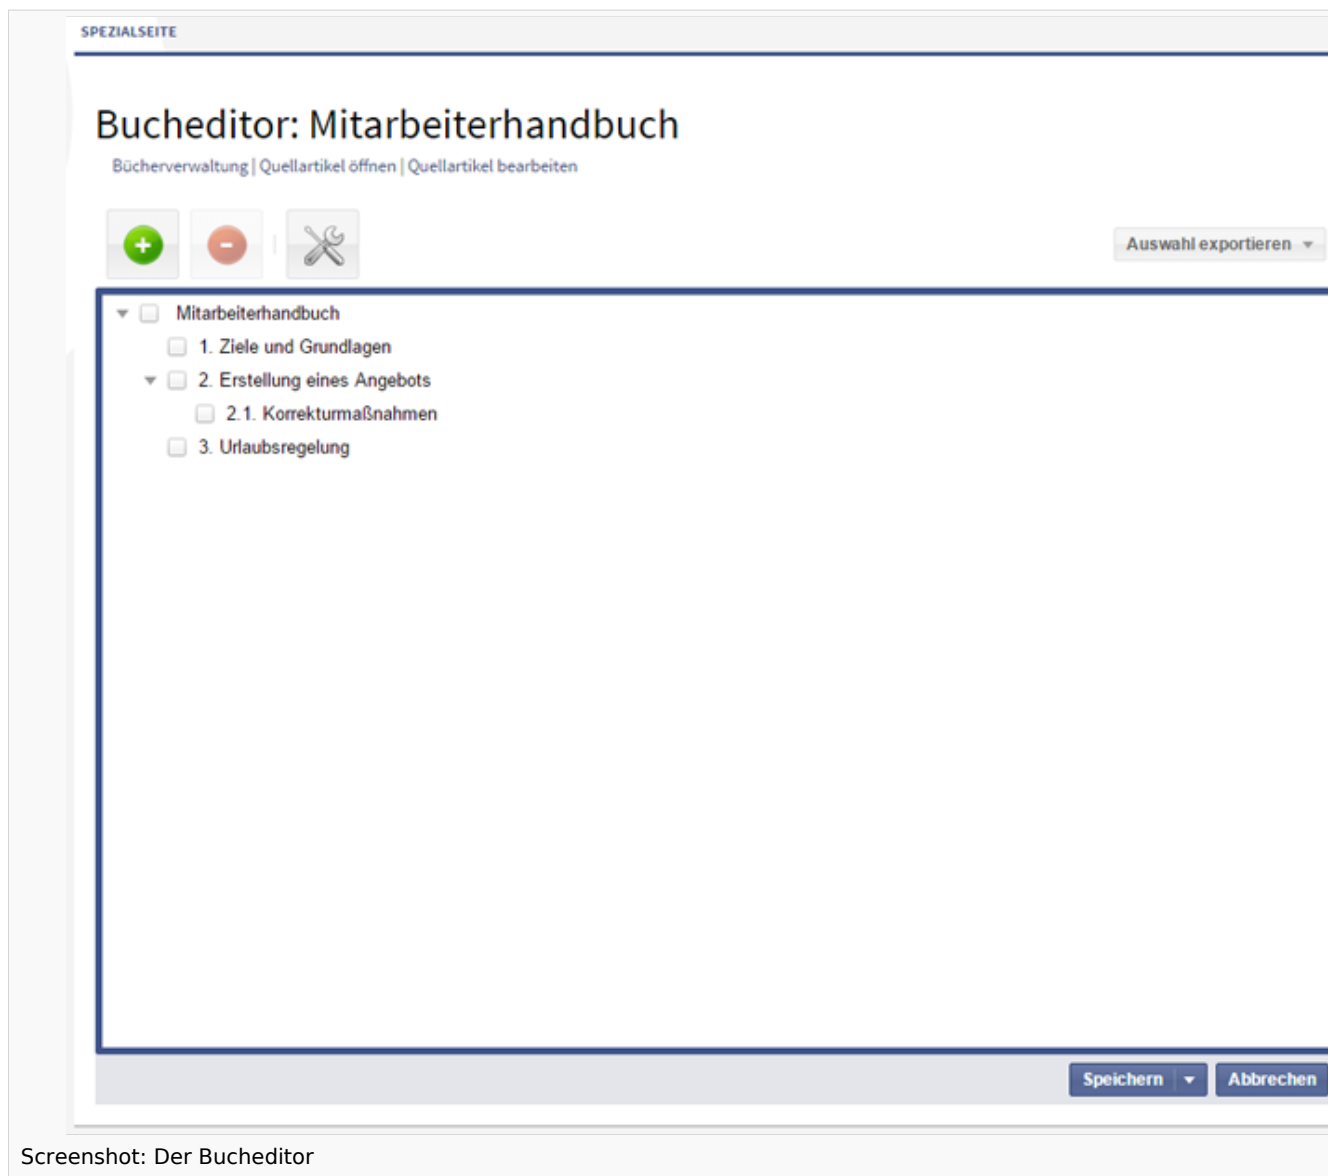 SPEZIALSEITE
Bucheditor: Mitarbeiterhandbuch
Bücherverwaltung | Quellartikel öffnen | Quellartikel bearbeiten
Auswahl exportieren
Mitarbeiterhandbuch
1. Ziele und Grundlagen
2. Erstellung eines Angebots
2.1. Korrekturmaßnahmen
3. Urlaubsregelung
Speichern Abbrechen
Screenshot: Der Bucheditor